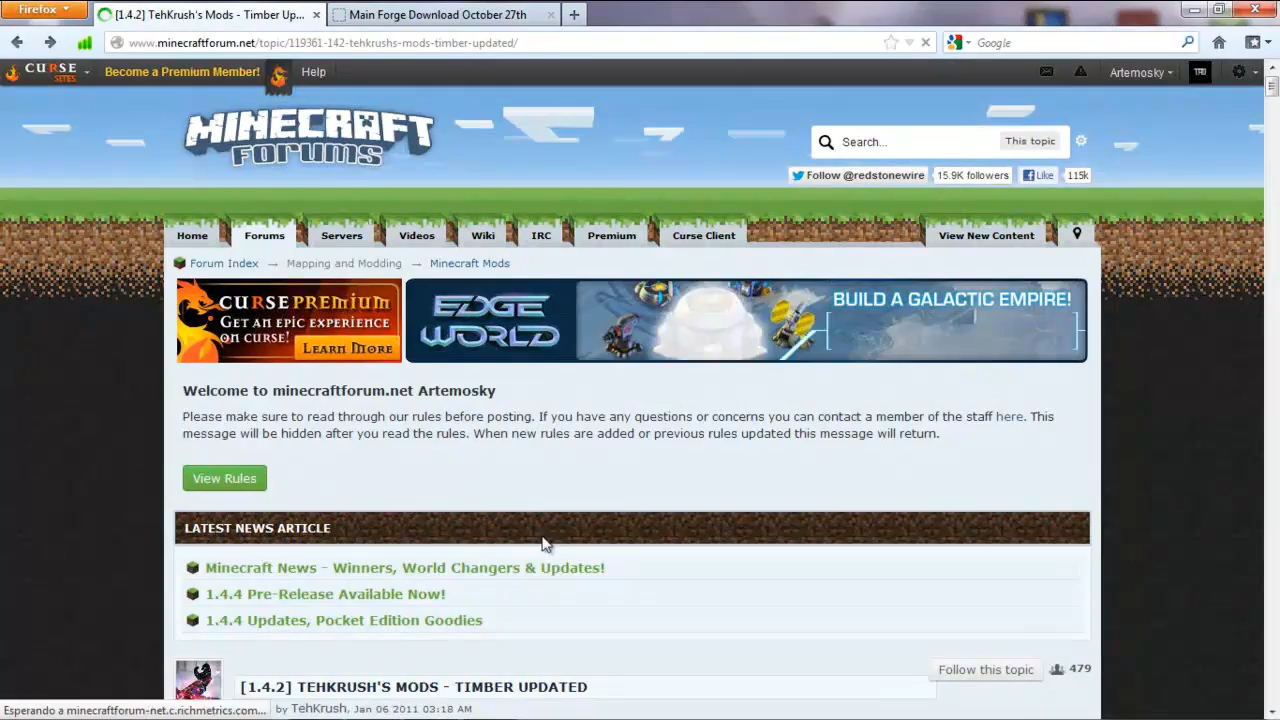 Firefox
[1.4.2] TehKrush's Mods - Timber Up...
Main Forge Download October 27th
www.minecraftforum.net/topic/119361-142-tehkrushs-mods-timber-updated/
Google
CURSE SITES
Become a Premium Member!
Help
Artemosky
MINECRAFT FORUMS
Search...
This topic
Follow @redstonewire
15.9K followers
Like
115k
Home
Forums
Servers
Videos
Wiki
IRC
Premium
Curse Client
View New Content
Forum Index → Mapping and Modding → Minecraft Mods
CURSE PREMIUM
GET AN EPIC EXPERIENCE
ON CURSE!
LEARN MORE
EDGE WORLD
BUILD A GALACTIC EMPIRE!
Welcome to minecraftforum.net Artemosky
Please make sure to read through our rules before posting. If you have any questions or concerns you can contact a member of the staff here. This
message will be hidden after you read the rules. When new rules are added or previous rules updated this message will return.
View Rules
LATEST NEWS ARTICLE
Minecraft News - Winners, World Changers & Updates!
1.4.4 Pre-Release Available Now!
1.4.4 Updates, Pocket Edition Goodies
Follow this topic
479
[1.4.2] TEHKRUSH'S MODS - TIMBER UPDATED
by TehKrush, Jan 06 2011 03:18 AM
Esperando a minecraftforum-net.c.richmetrics.com...